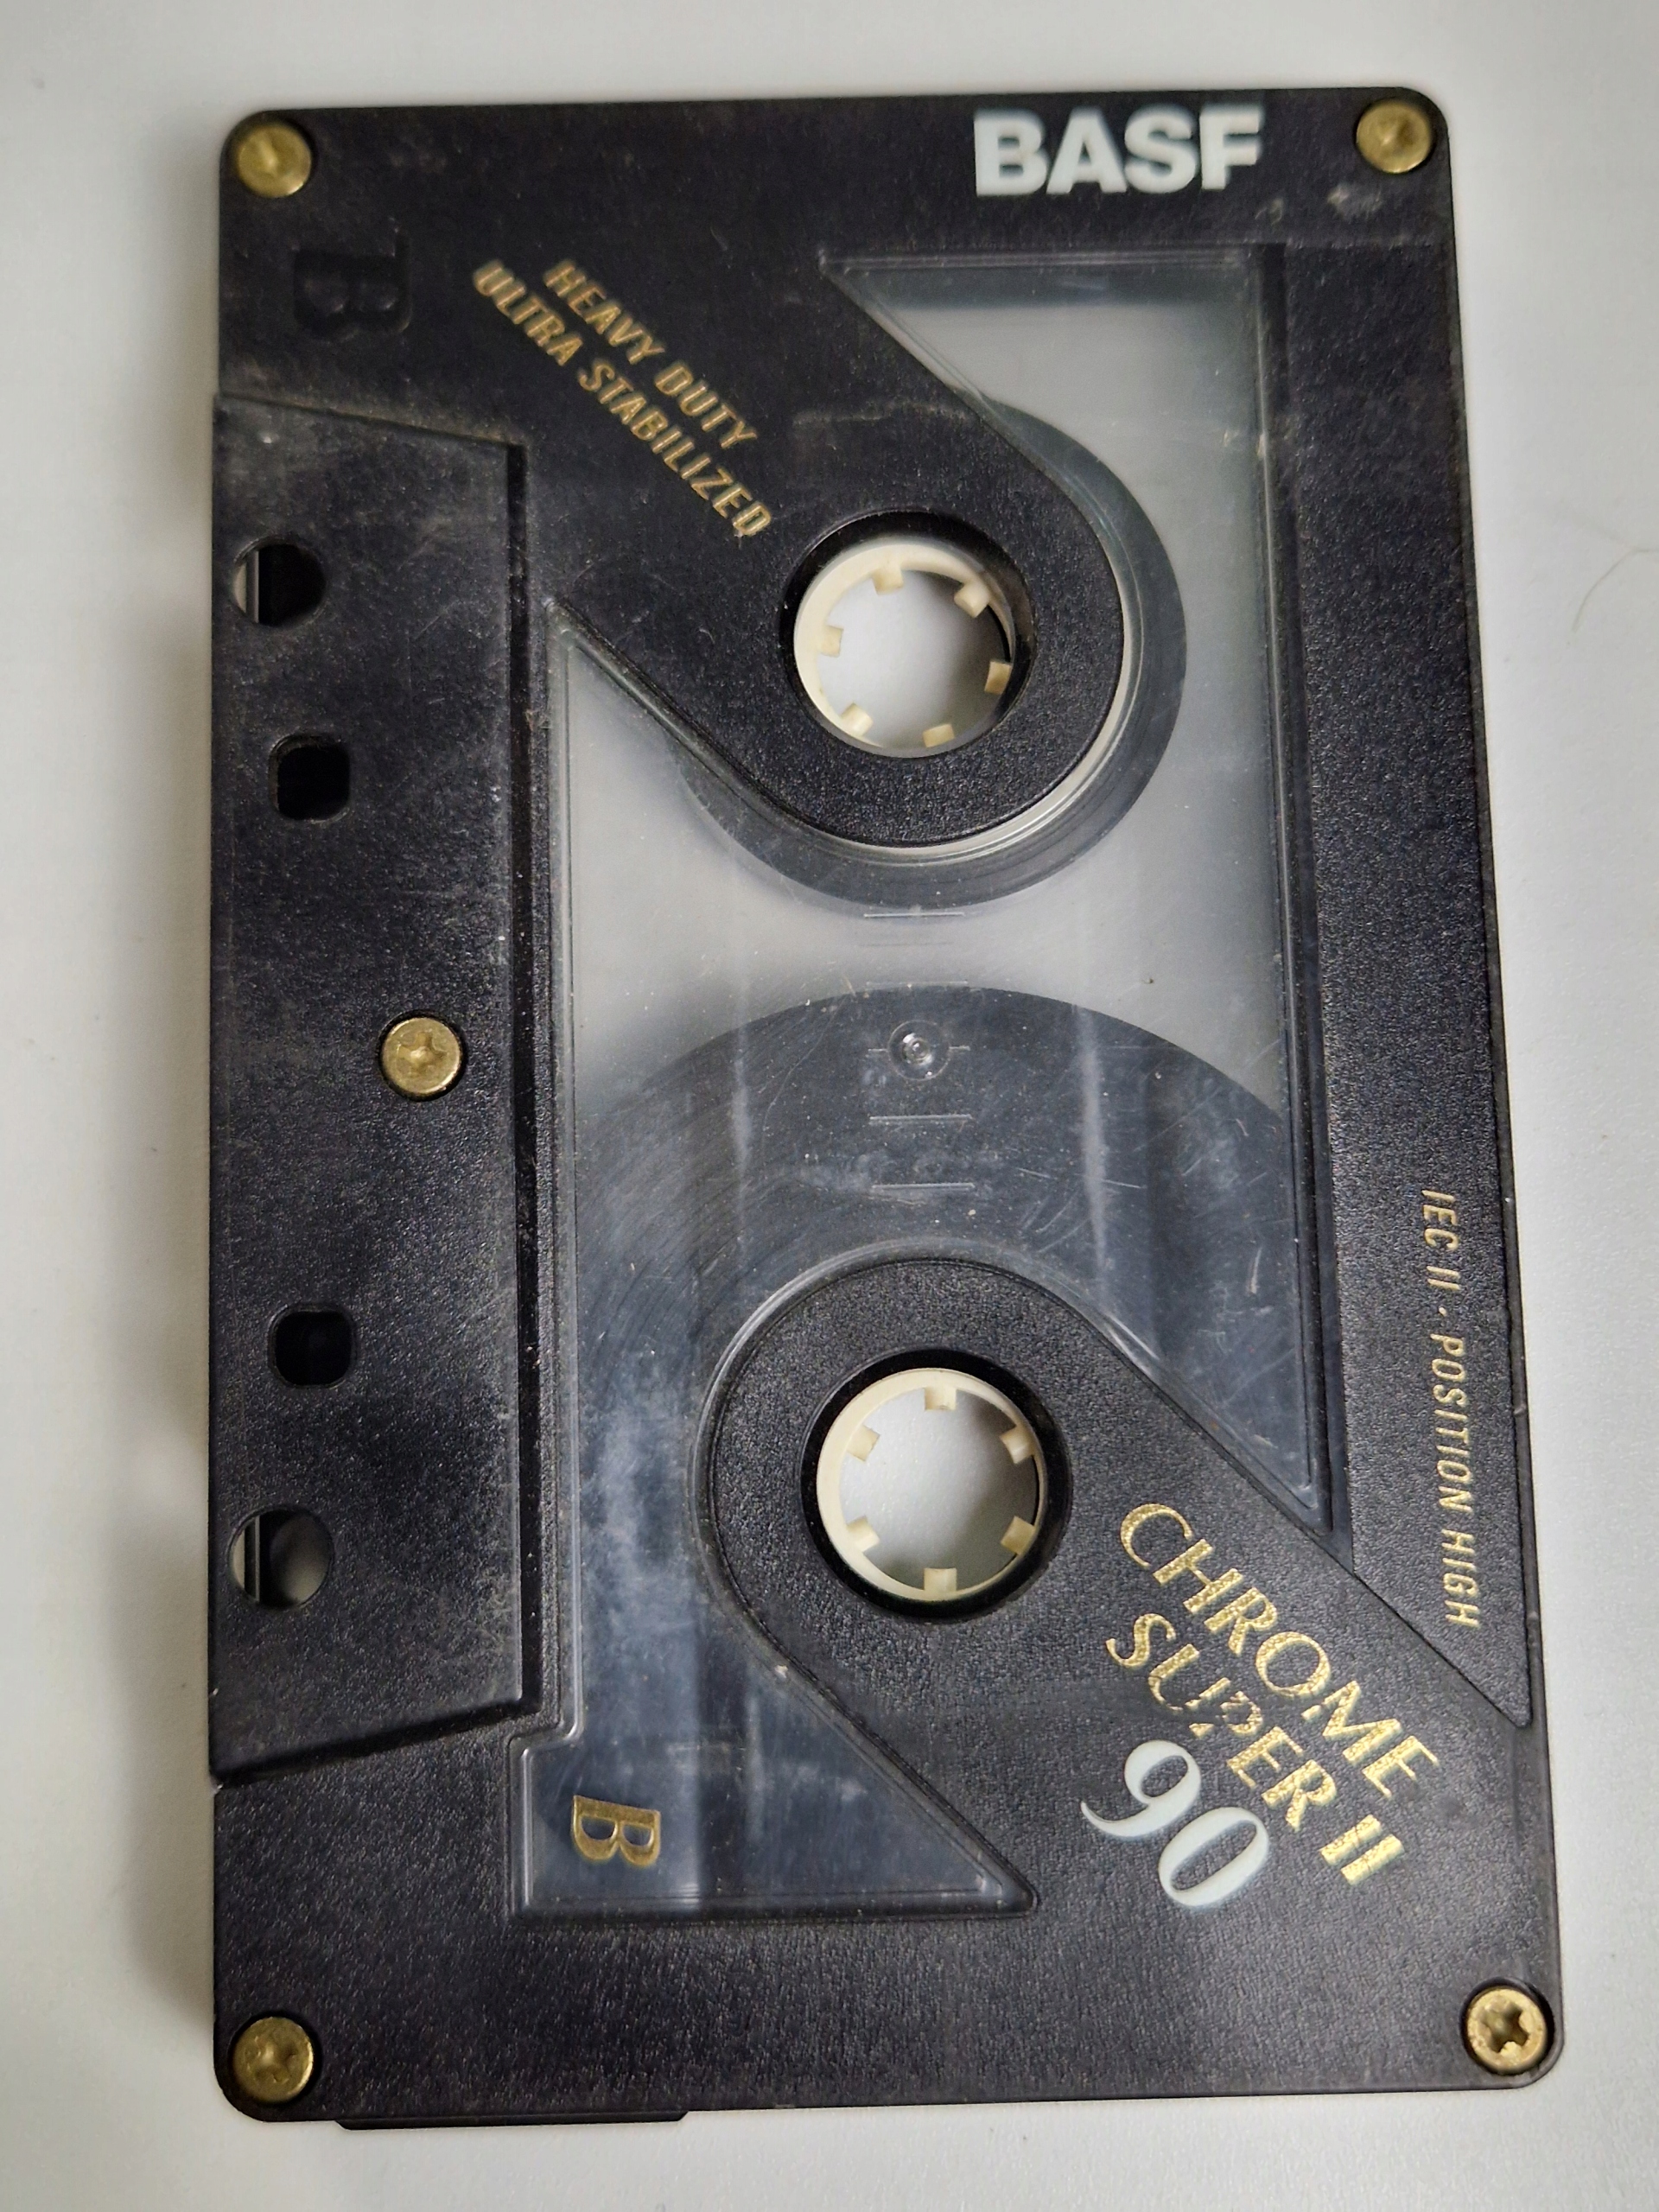 BASF
B
HEAVY DUTY
ULTRA STABILIZED
IEC II · POSITION HIGH
CHROME
SUPER II
90
B